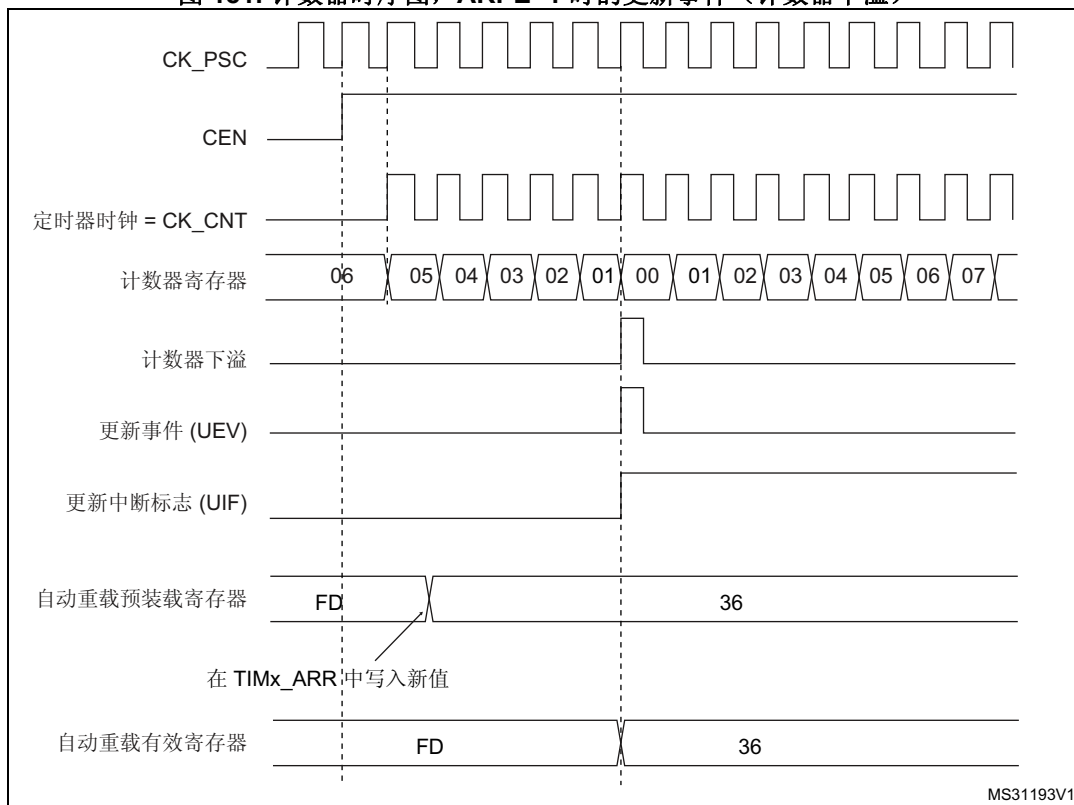 CK_PSC
CEN
定时器时钟 = CK_CNT
计数器寄存器 06 05 04 03 02 01 00 01 02 03 04 05 06 07
计数器下溢
更新事件 (UEV)
更新中断标志 (UIF)
自动重载预装载寄存器 FD 36
在 TIMx_ARR 中写入新值
自动重载有效寄存器 FD 36
MS31193V1